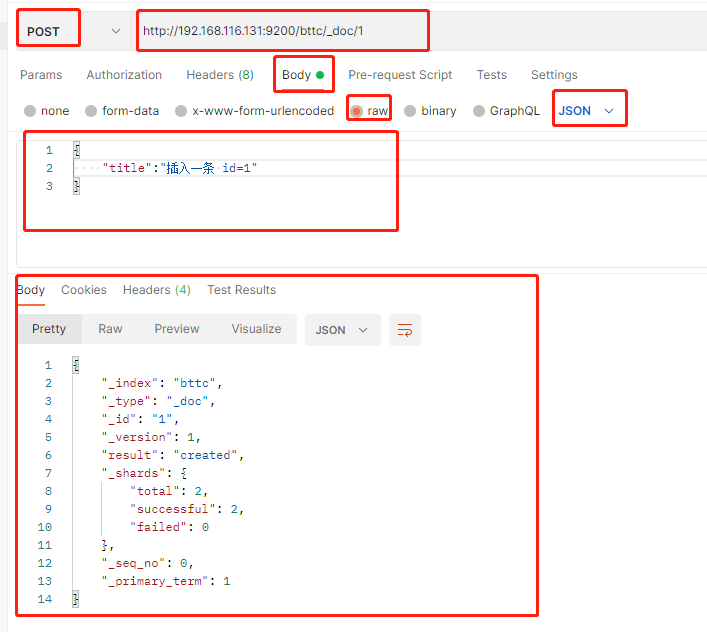 POST http://192.168.116.131:9200/bttc/_doc/1
Params Authorization Headers (8) Body Pre-request Script Tests Settings
none form-data x-www-form-urlencoded raw binary GraphQL JSON
1 {
2 "title":"插入一条 id=1"
3 }
Body Cookies Headers (4) Test Results
Pretty Raw Preview Visualize JSON
1 {
2 "_index": "bttc",
3 "_type": "_doc",
4 "_id": "1",
5 "_version": 1,
6 "result": "created",
7 "_shards": {
8 "total": 2,
9 "successful": 2,
10 "failed": 0
11 },
12 "_seq_no": 0,
13 "_primary_term": 1
14 }